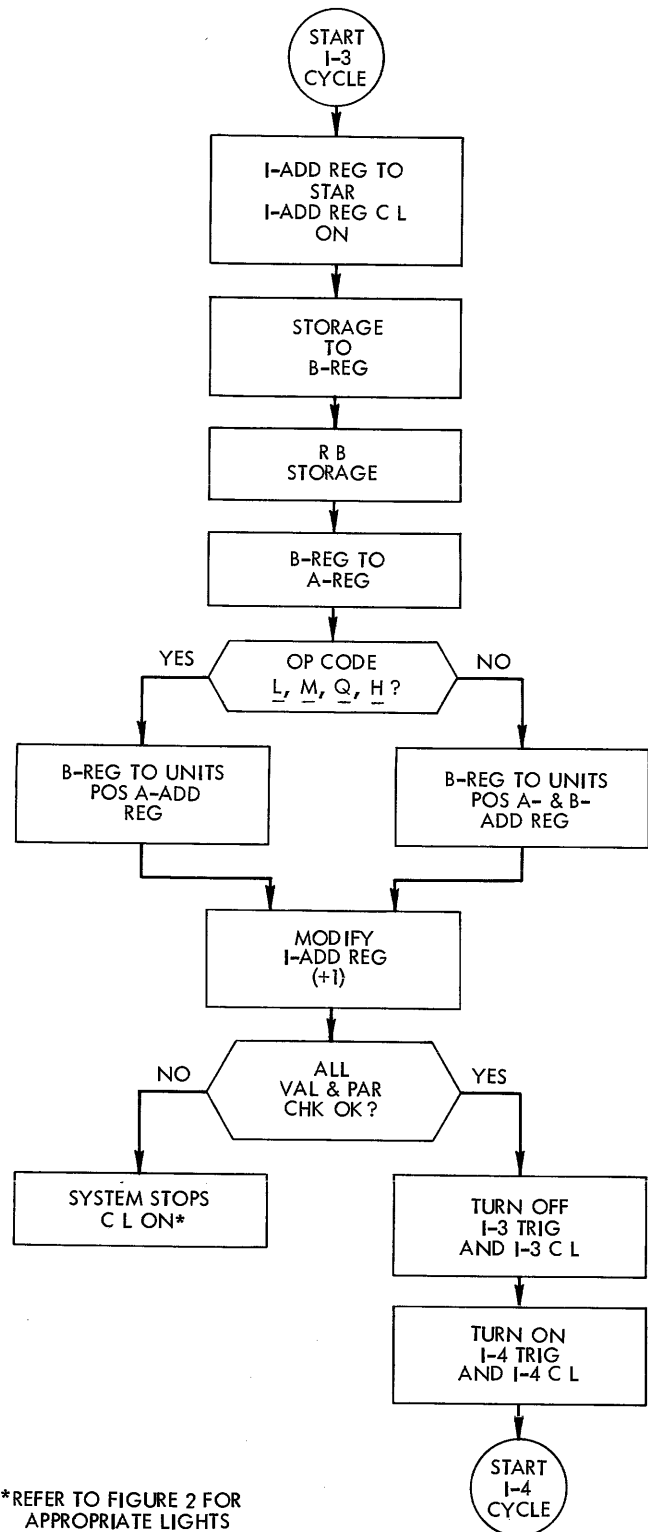 START
I-3
CYCLE
I-ADD REG TO
STAR
I-ADD REG C L
ON
STORAGE
TO
B-REG
R B
STORAGE
B-REG TO
A-REG
YES
OP CODE
L, M, Q, H ?
NO
B-REG TO UNITS
POS A-ADD
REG
B-REG TO UNITS
POS A- & B-
ADD REG
MODIFY
I-ADD REG
(+1)
NO
ALL
VAL & PAR
CHK OK ?
YES
SYSTEM STOPS
C L ON*
TURN OFF
I-3 TRIG
AND I-3 C L
TURN ON
I-4 TRIG
AND I-4 C L
START
I-4
CYCLE
*REFER TO FIGURE 2 FOR
APPROPRIATE LIGHTS